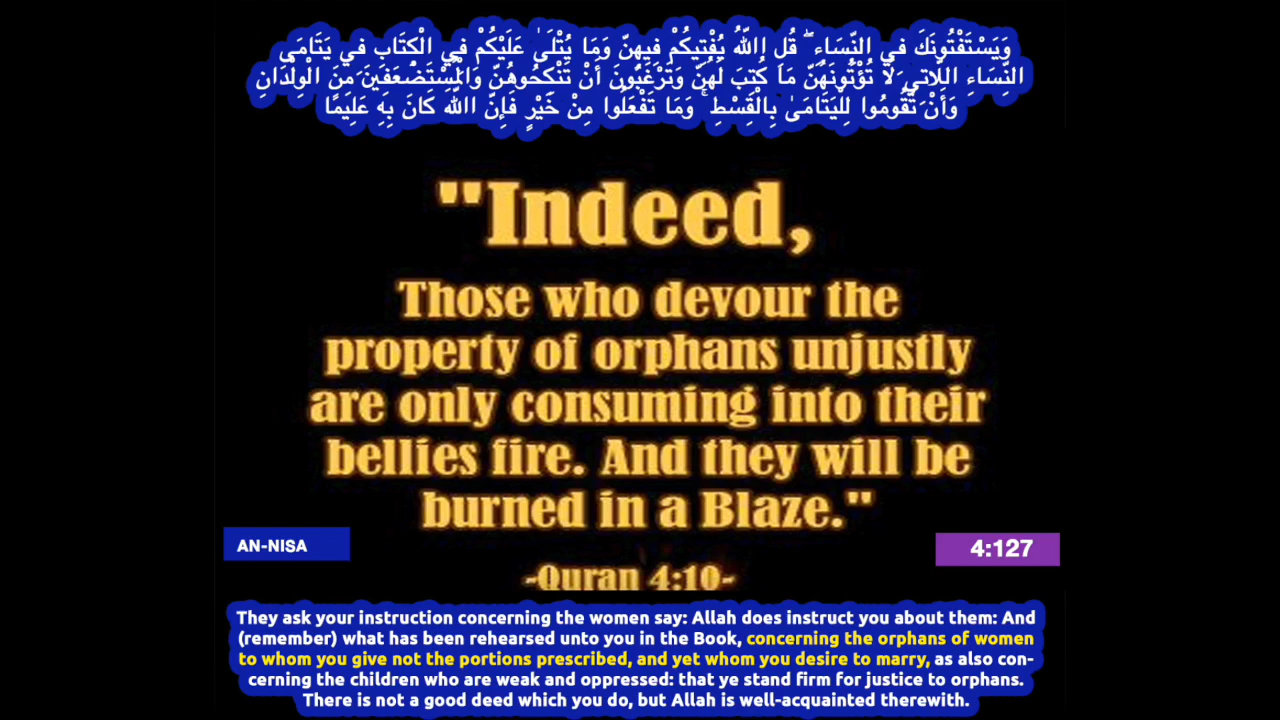 وَيَسْتَفْتُونَكَ فِي النِّسَاءِ ۖ قُلِ اللَّهُ يُفْتِيكُمْ فِيهِنَّ وَمَا يُتْلَىٰ عَلَيْكُمْ فِي الْكِتَابِ فِي يَتَامَى
النِّسَاءِ اللَّاتِي لَا تُؤْتُونَهُنَّ مَا كُتِبَ لَهُنَّ وَتَرْغَبُونَ أَنْ تَنْكِحُوهُنَّ وَالْمُسْتَضْعَفِينَ مِنَ الْوِلْدَانِ
وَأَنْ تَقُومُوا لِلْيَتَامَىٰ بِالْقِسْطِ ۚ وَمَا تَفْعَلُوا مِنْ خَيْرٍ فَإِنَّ اللَّهَ كَانَ بِهِ عَلِيمًا
"Indeed,
Those who devour the
property of orphans unjustly
are only consuming into their
bellies fire. And they will be
burned in a Blaze."
AN-NISA
4:127
-Quran 4:10-
They ask your instruction concerning the women say: Allah does instruct you about them: And
(remember) what has been rehearsed unto you in the Book, concerning the orphans of women
to whom you give not the portions prescribed, and yet whom you desire to marry, as also con-
cerning the children who are weak and oppressed: that ye stand firm for justice to orphans.
There is not a good deed which you do, but Allah is well-acquainted therewith.